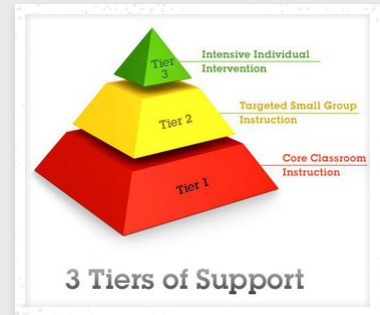 Tier
3
Intensive Individual
Intervention
Tier 2
Targeted Small Group
Instruction
Core Classroom
Instruction
Tier 1
3 Tiers of Support